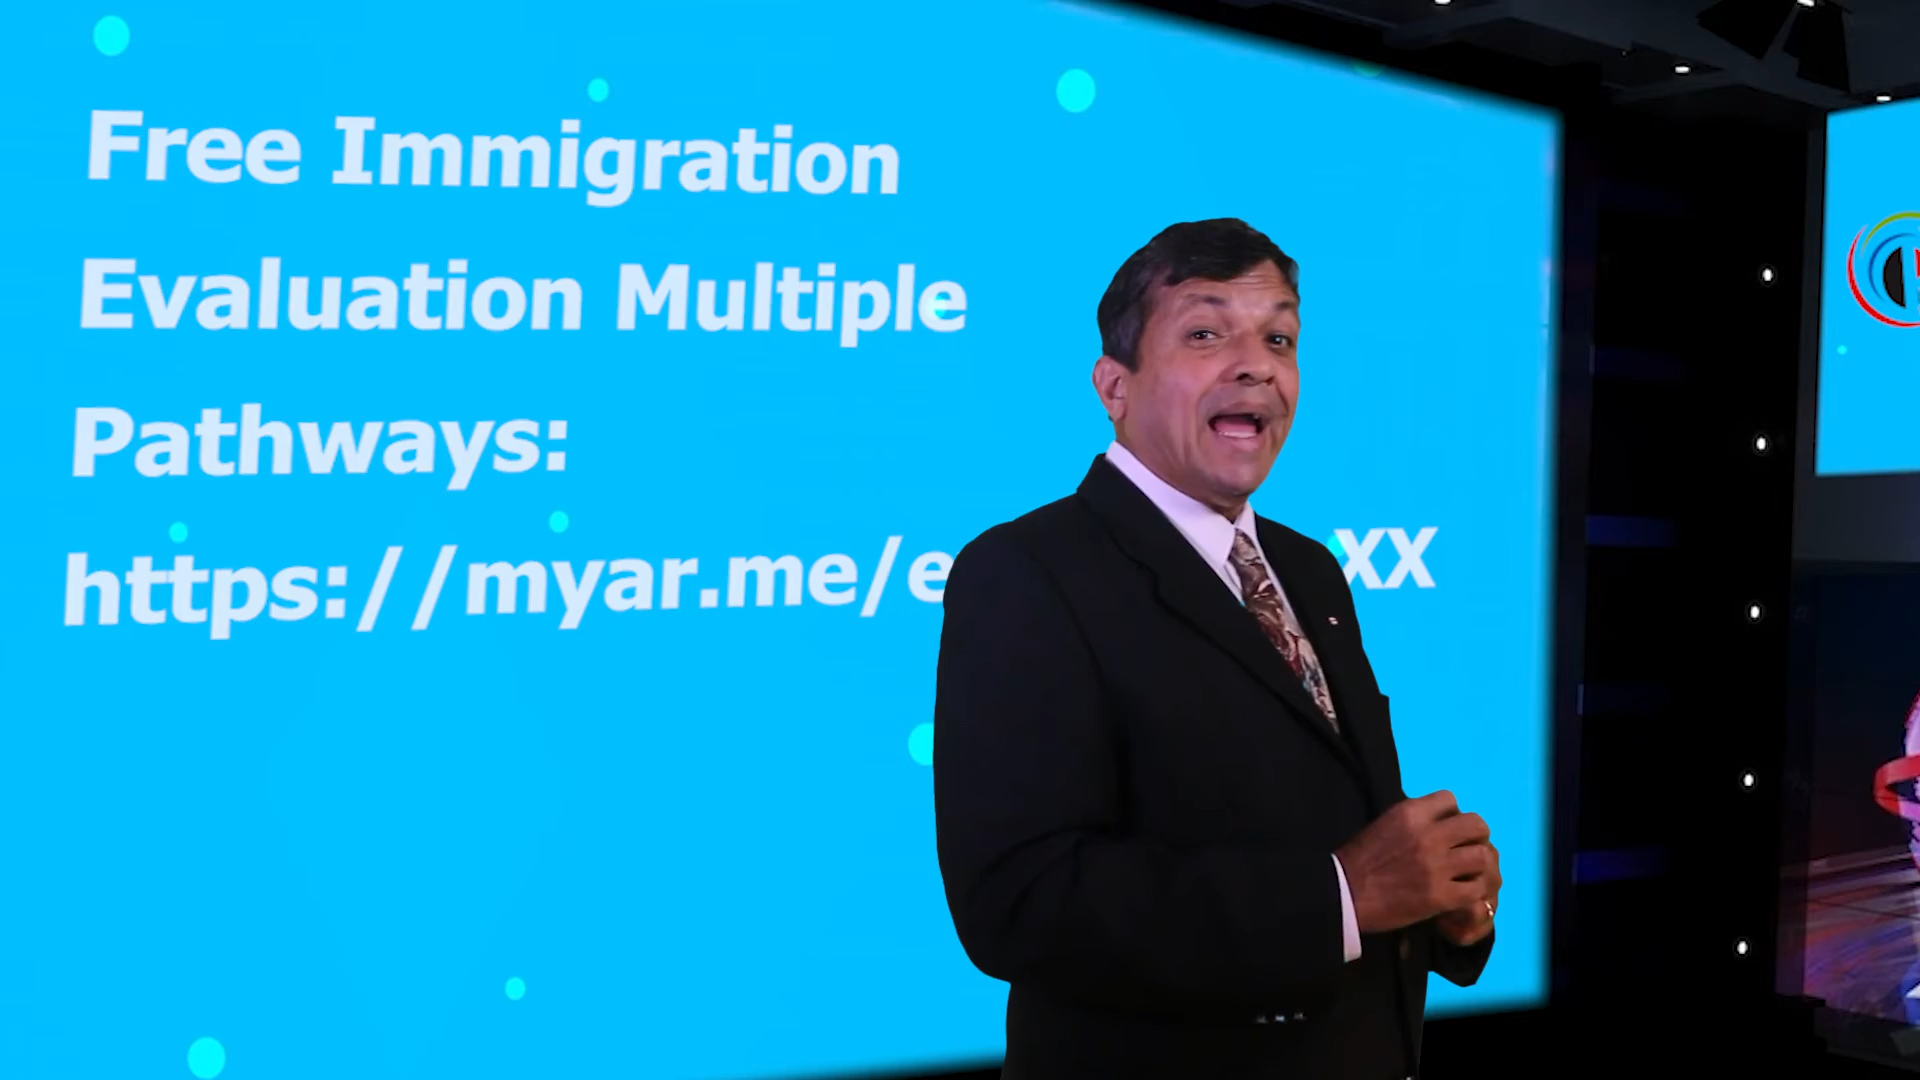 Free Immigration
Evaluation Multiple
Pathways:
https://myar.me/e XX